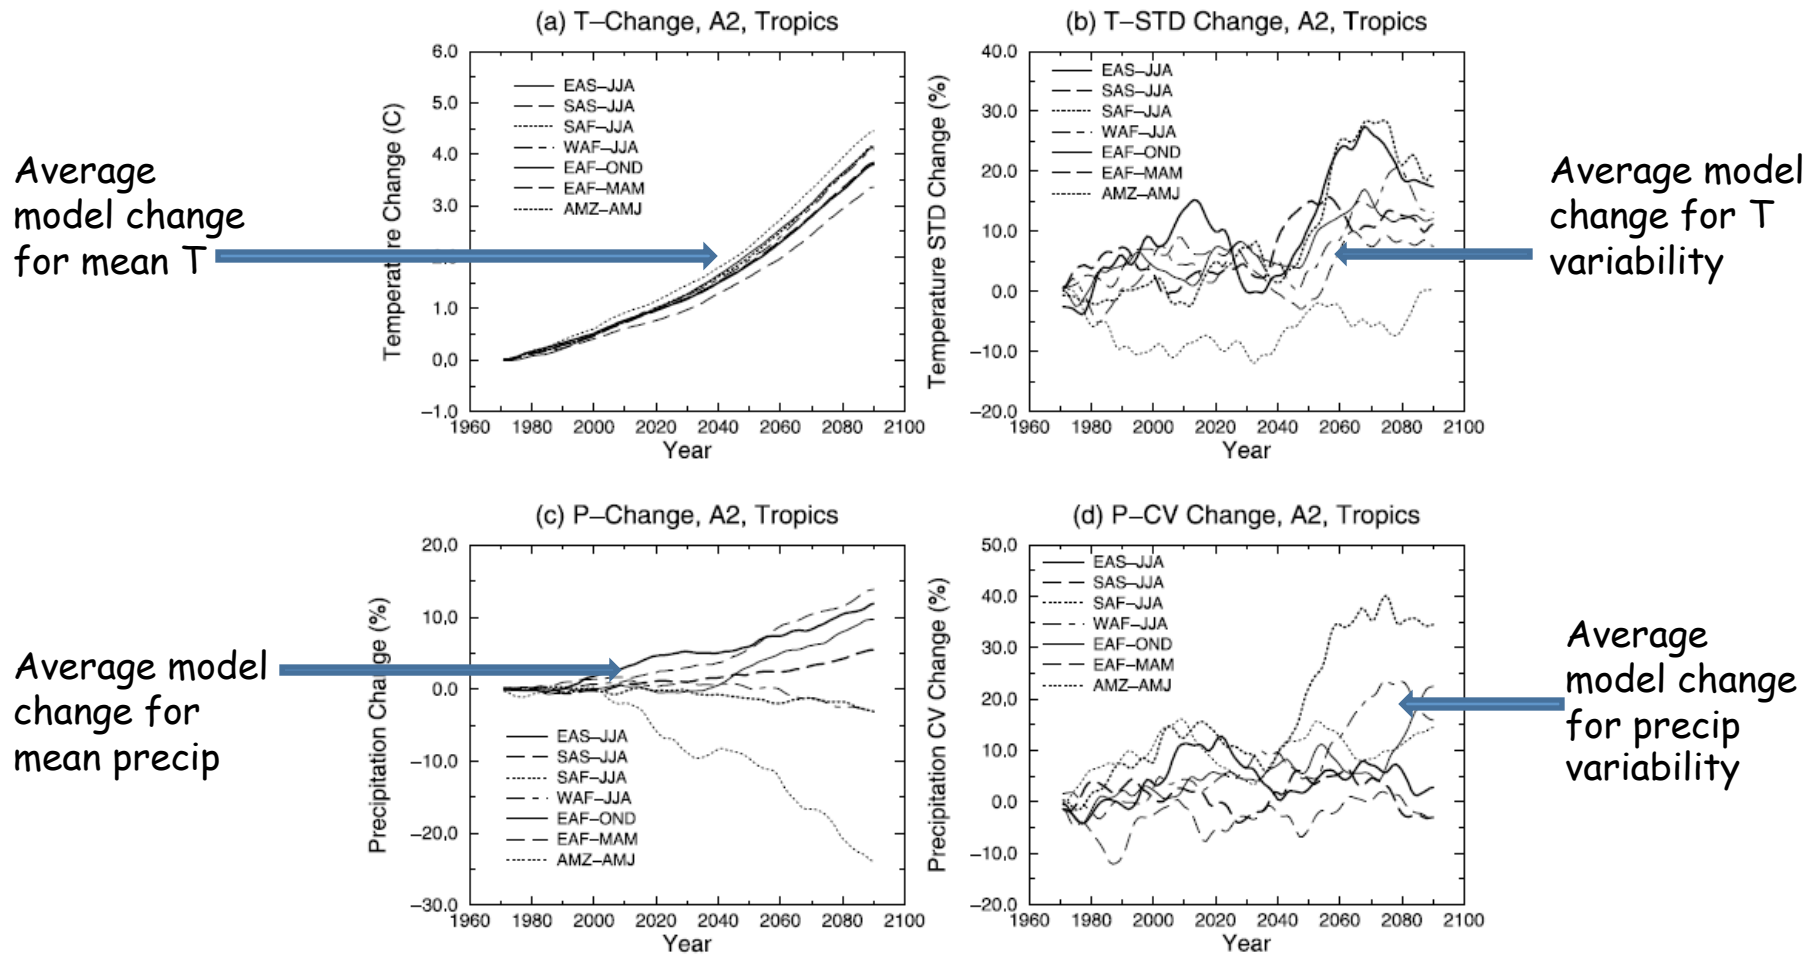 (a) T–Change, A2, Tropics
6.0
5.0
4.0
3.0
1.0
0,0
–1.0
Temperature Change (C)
EAS–JJA
SAS–JJA
SAF–JJA
WAF–JJA
EAF–OND
EAF–MAM
AMZ–AMJ
1960 1980 2000 2020 2040 2060 2080 2100
Year
Average
model change
for mean T
(b) T–STD Change, A2, Tropics
40.0
30.0
20.0
10.0
0.0
–10.0
–20.0
Temperature STD Change (%)
EAS–JJA
SAS–JJA
SAF–JJA
WAF–JJA
EAF–OND
EAF–MAM
AMZ–AMJ
1960 1980 2000 2020 2040 2060 2080 2100
Year
Average model
change for T
variability
(c) P–Change, A2, Tropics
20.0
10.0
0.0
–10.0
–20.0
–30.0
Precipitation Change (%)
EAS–JJA
SAS–JJA
SAF–JJA
WAF–JJA
EAF–OND
EAF–MAM
AMZ–AMJ
1960 1980 2000 2020 2040 2060 2080 2100
Year
Average model
change for
mean precip
(d) P–CV Change, A2, Tropics
50.0
40.0
30.0
20.0
10.0
0.0
–10.0
–20.0
Precipitation CV Change (%)
EAS–JJA
SAS–JJA
SAF–JJA
WAF–JJA
EAF–OND
EAF–MAM
AMZ–AMJ
1960 1980 2000 2020 2040 2060 2080 2100
Year
Average
model change
for precip
variability